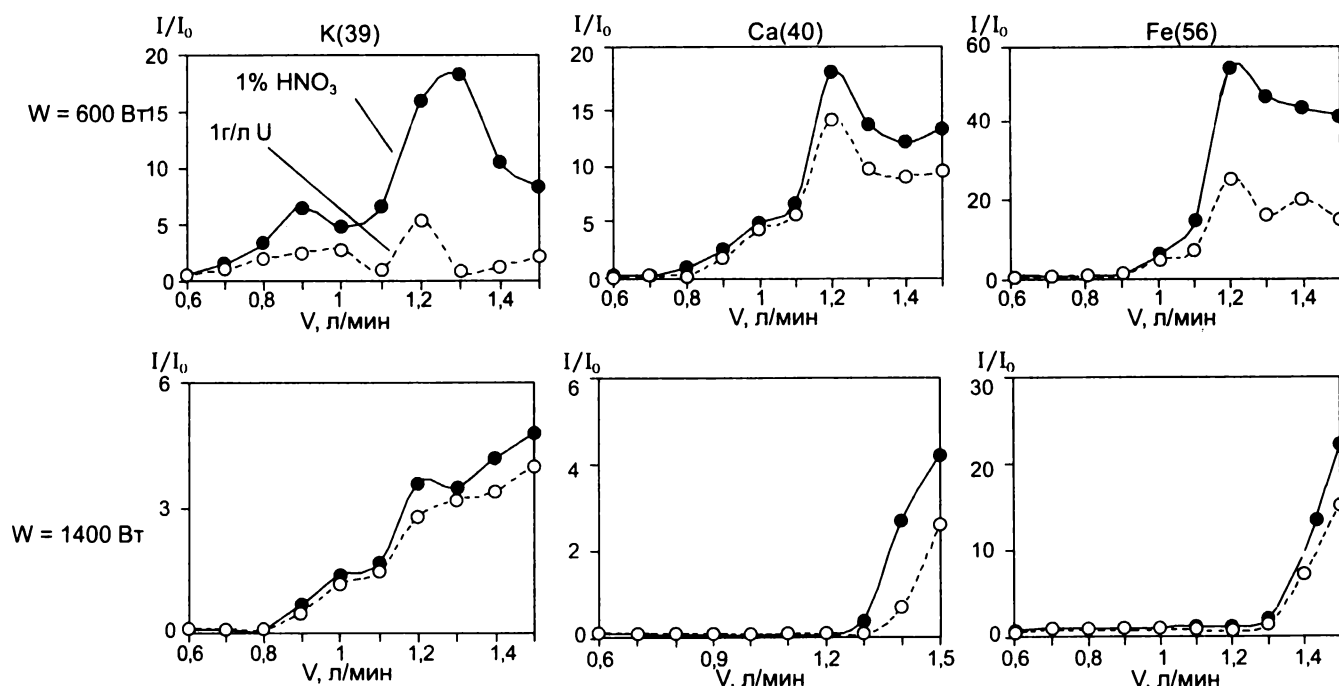 I/I₀ K(39)
20
15
10
5
0
1% HNO₃
1г/л U
0,6 0,8 1 1,2 1,4
V, л/мин
I/I₀ Ca(40)
20
15
10
5
0
0,6 0,8 1 1,2 1,4
V, л/мин
I/I₀ Fe(56)
60
40
20
0
0,6 0,8 1 1,2 1,4
V, л/мин
W = 600 Вт
I/I₀
6
3
0
0,6 0,8 1 1,2 1,4
V, л/мин
I/I₀
6
4
2
0
0,6 0,9 1,2 1,5
V, л/мин
I/I₀
30
20
10
0
0,6 0,8 1 1,2 1,4
V, л/мин
W = 1400 Вт